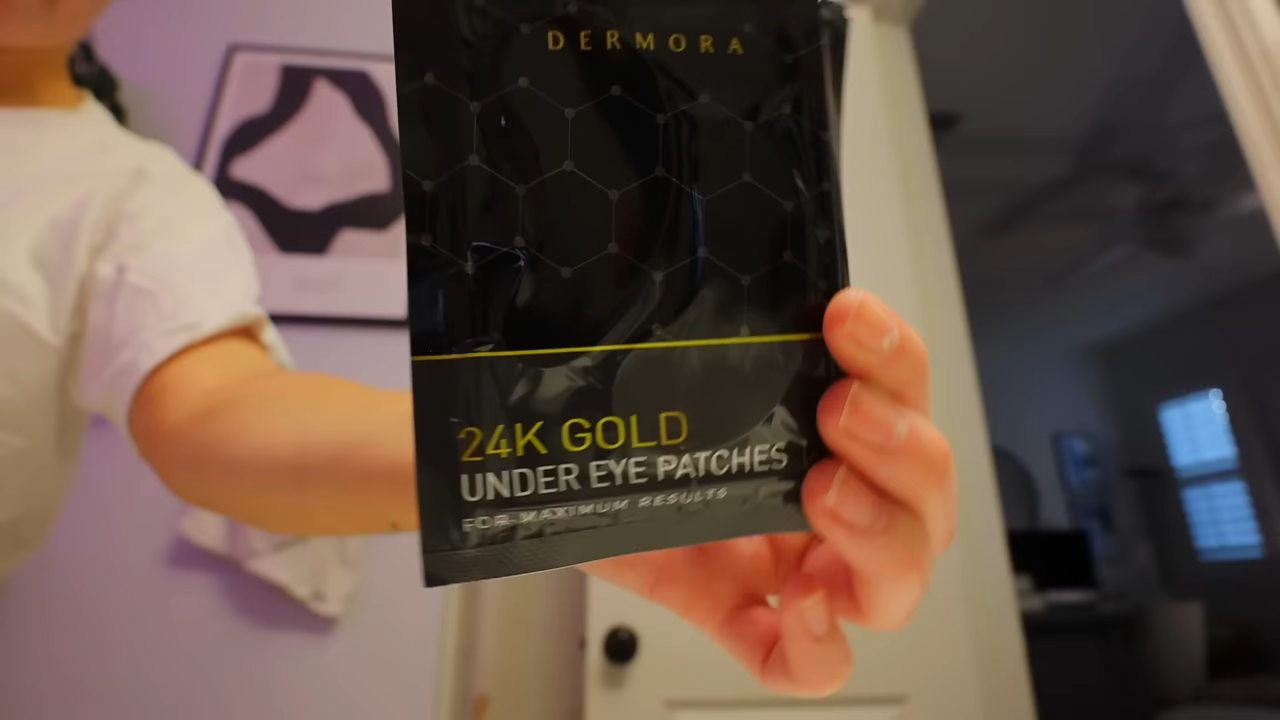 DERMORA
24K GOLD
UNDER EYE PATCHES
FOR MAXIMUM RESULTS